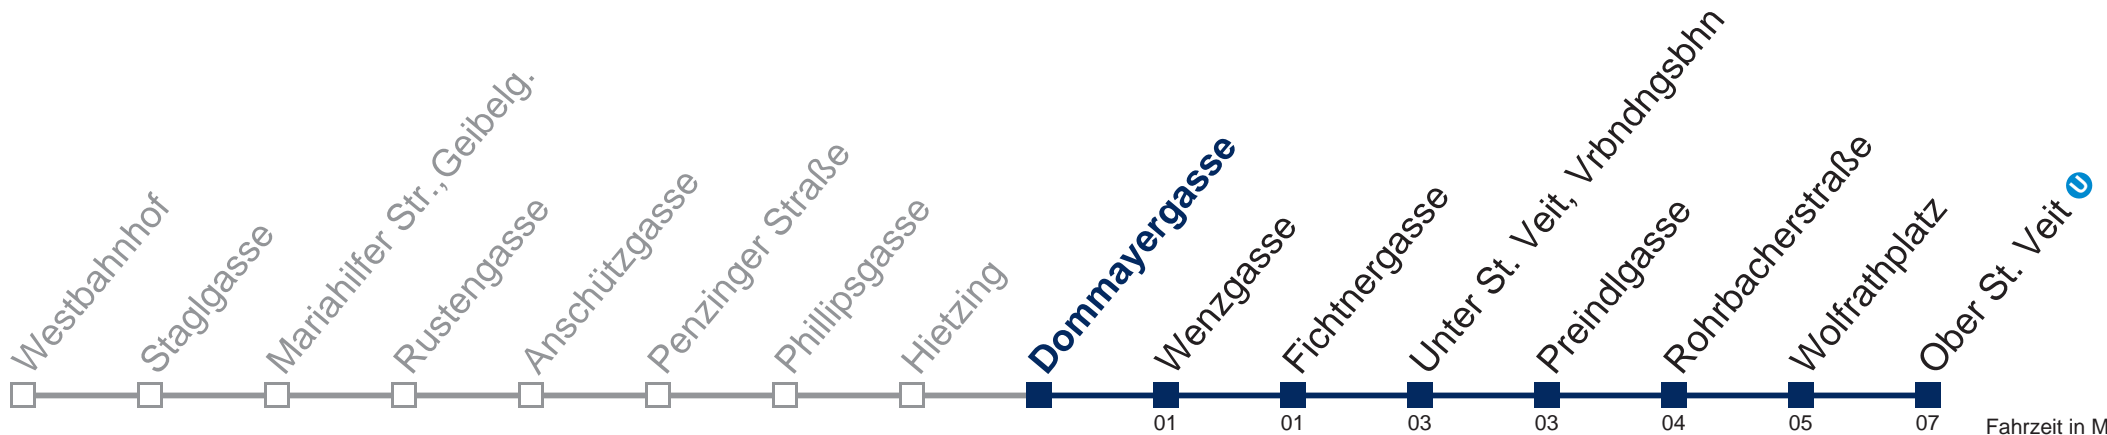 Westbahnhof
Staglgasse
Mariahilfer Str., Geibelg.
Rustengasse
Anschützgasse
Penzinger Straße
Phillipsgasse
Hietzing
Dommayergasse
Wenzgasse
Fichtnergasse
Unter St. Veit, Vrbndngsbhn
Preindlgasse
Rohrbacherstraße
Wolfrathplatz
Ober St. Veit U
01 01 03 03 04 05 07 Fahrzeit in M